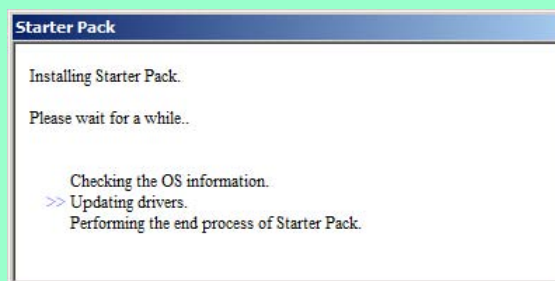 Starter Pack
Installing Starter Pack.
Please wait for a while..
Checking the OS information.
>> Updating drivers.
Performing the end process of Starter Pack.